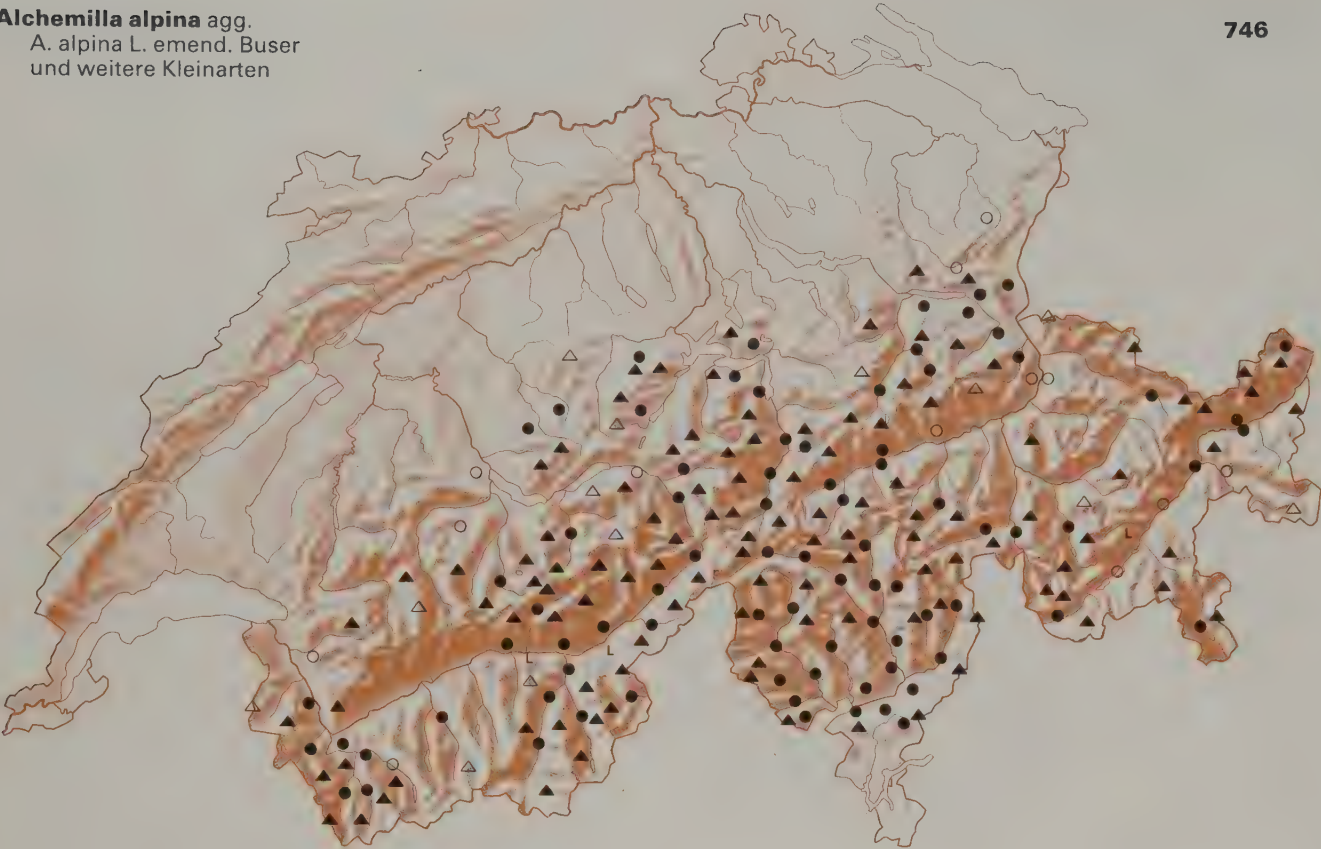 Alchemilla alpina agg.
A. alpina L. emend. Buser
und weitere Kleinarten
746
L
L
L